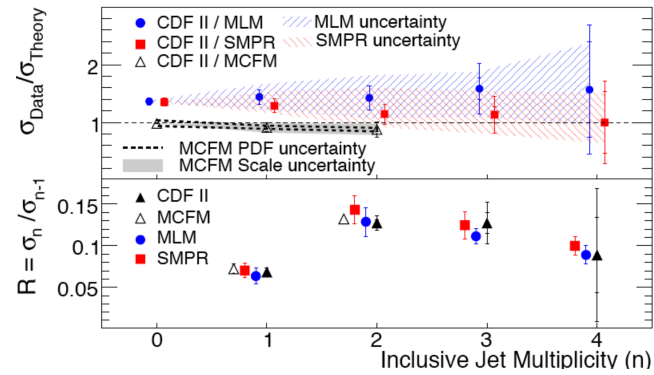 CDF II / MLM
MLM uncertainty
CDF II / SMPR
SMPR uncertainty
CDF II / MCFM
σData/σTheory
2
1
MCFM PDF uncertainty
MCFM Scale uncertainty
CDF II
MCFM
MLM
SMPR
R = σn /σn-1
0.15
0.1
0.05
0 1 2 3 4
Inclusive Jet Multiplicity (n)